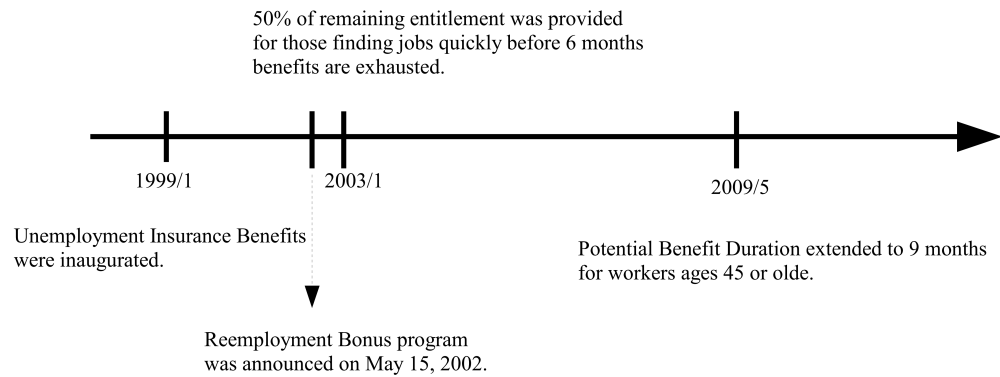 50% of remaining entitlement was provided
for those finding jobs quickly before 6 months
benefits are exhausted.
1999/1
2003/1
2009/5
Unemployment Insurance Benefits
were inaugurated.
Potential Benefit Duration extended to 9 months
for workers ages 45 or olde.
Reemployment Bonus program
was announced on May 15, 2002.